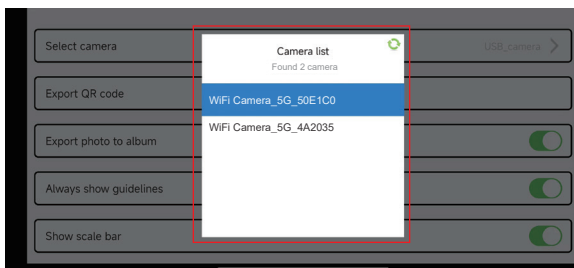 Select camera
USB_camera
Camera list
Found 2 camera
Export QR code
WiFi Camera_5G_50E1C0
WiFi Camera_5G_4A2035
Export photo to album
Always show guidelines
Show scale bar